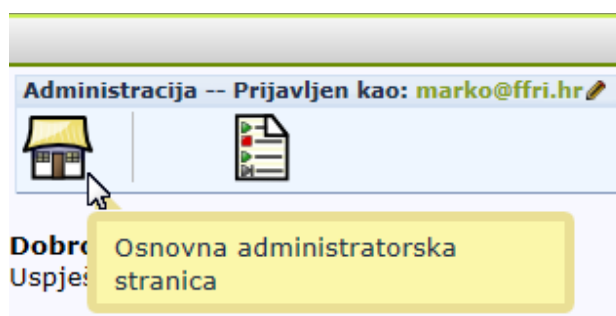 Administracija -- Prijavljen kao: marko@ffri.hr
Osnovna administratorska
stranica